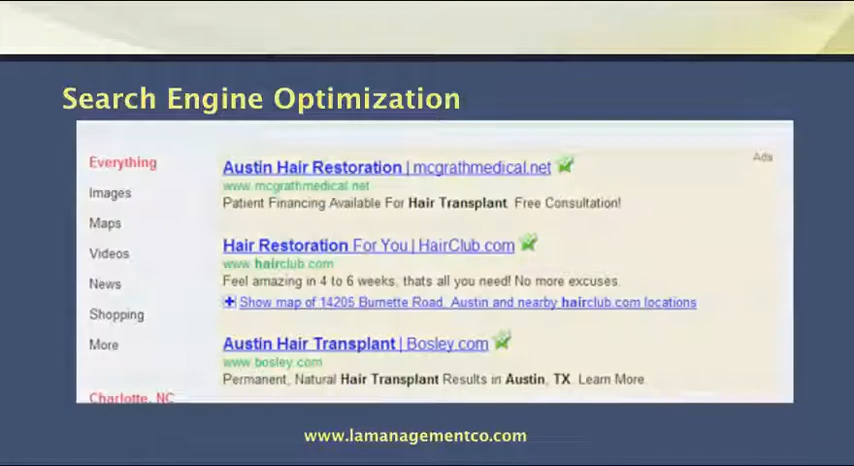 Search Engine Optimization
Everything
Images
Maps
Videos
News
Shopping
More
Charlotte, NC
Ads
Austin Hair Restoration | mcgrathmedical.net
www.mcgrathmedical.net
Patient Financing Available For Hair Transplant. Free Consultation!
Hair Restoration For You | HairClub.com
www.hairclub.com
Feel amazing in 4 to 6 weeks, thats all you need! No more excuses.
Show map of 14205 Burnette Road, Austin and nearby hairclub.com locations
Austin Hair Transplant | Bosley.com
www.bosley.com
Permanent, Natural Hair Transplant Results in Austin, TX. Learn More.
www.lamanagementco.com